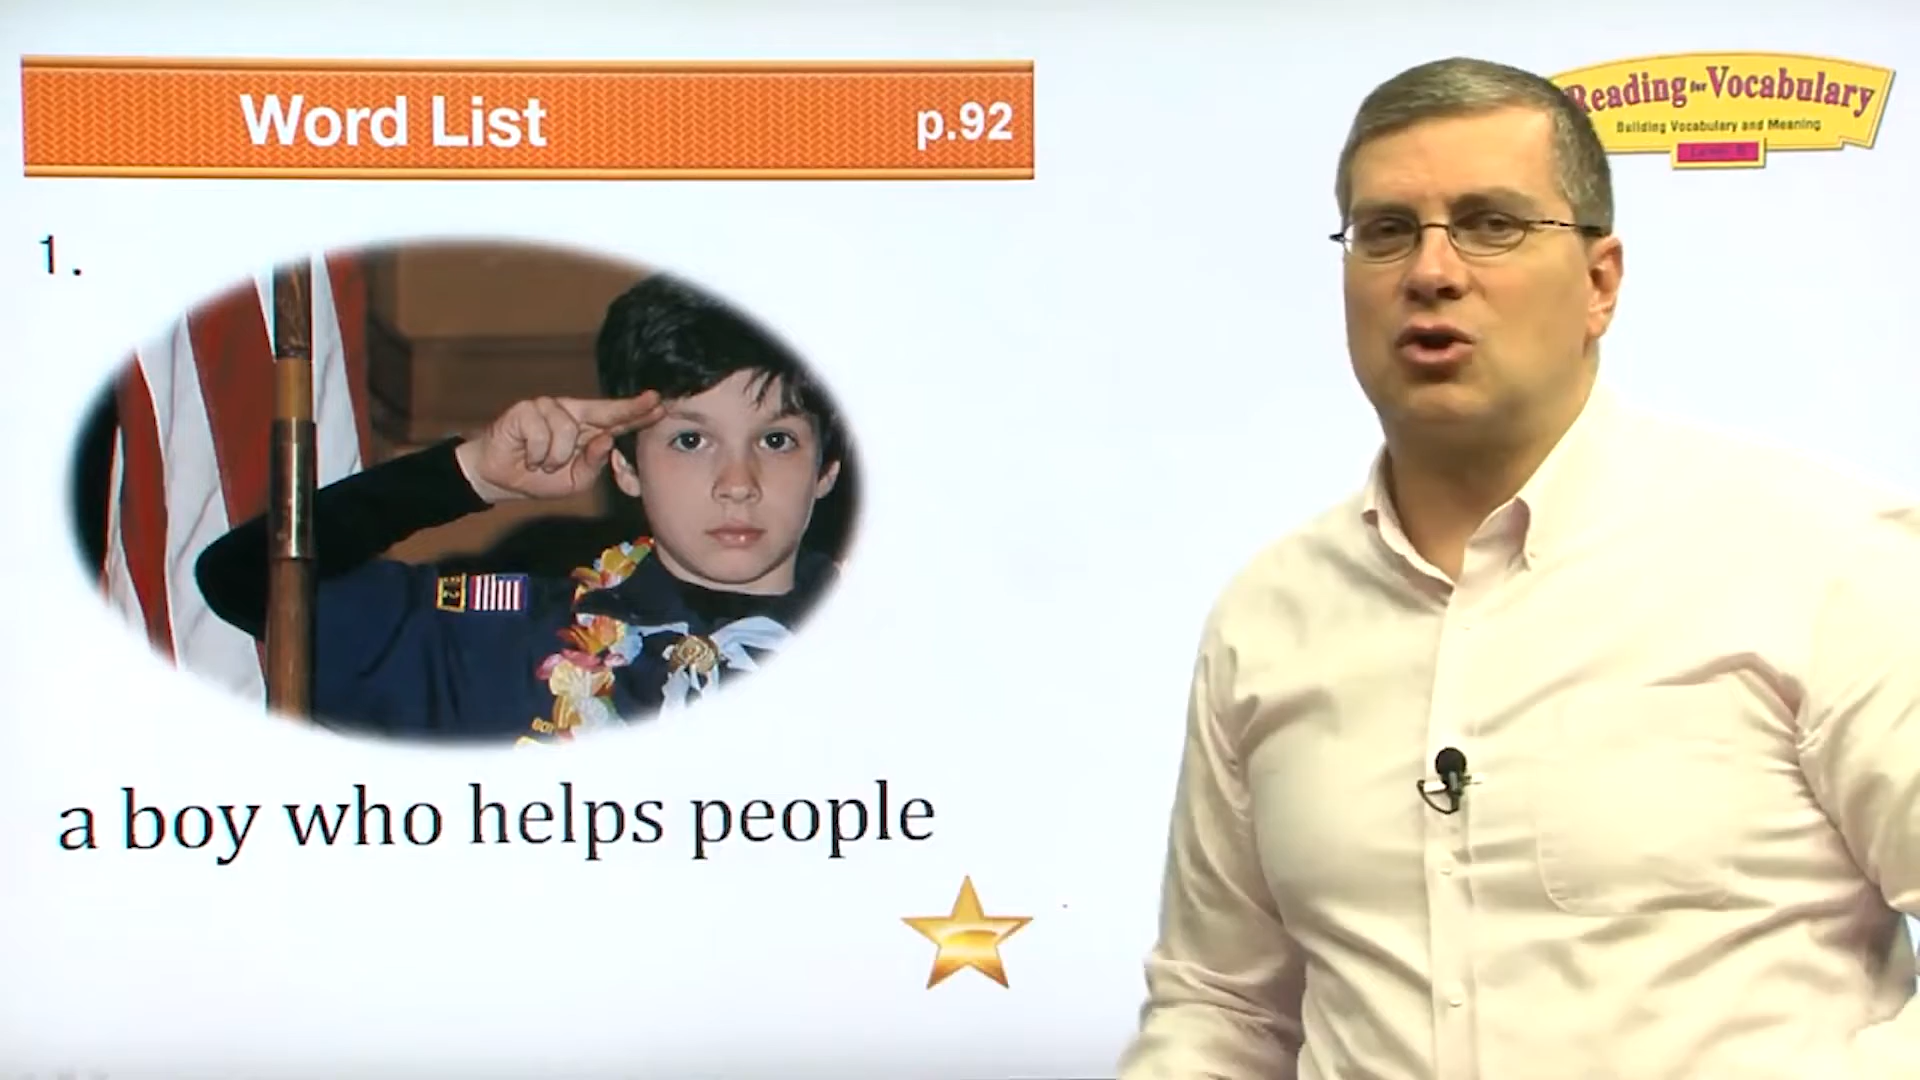 Word List
p.92
Reading for Vocabulary
Building Vocabulary and Meaning
1.
a boy who helps people